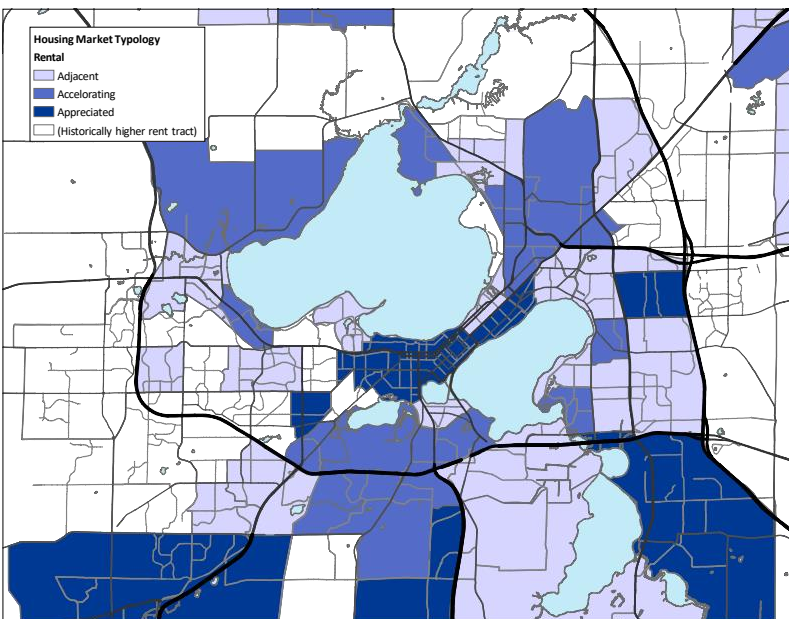 Housing Market Typology
Rental
Adjacent
Accelorating
Appreciated
(Historically higher rent tract)